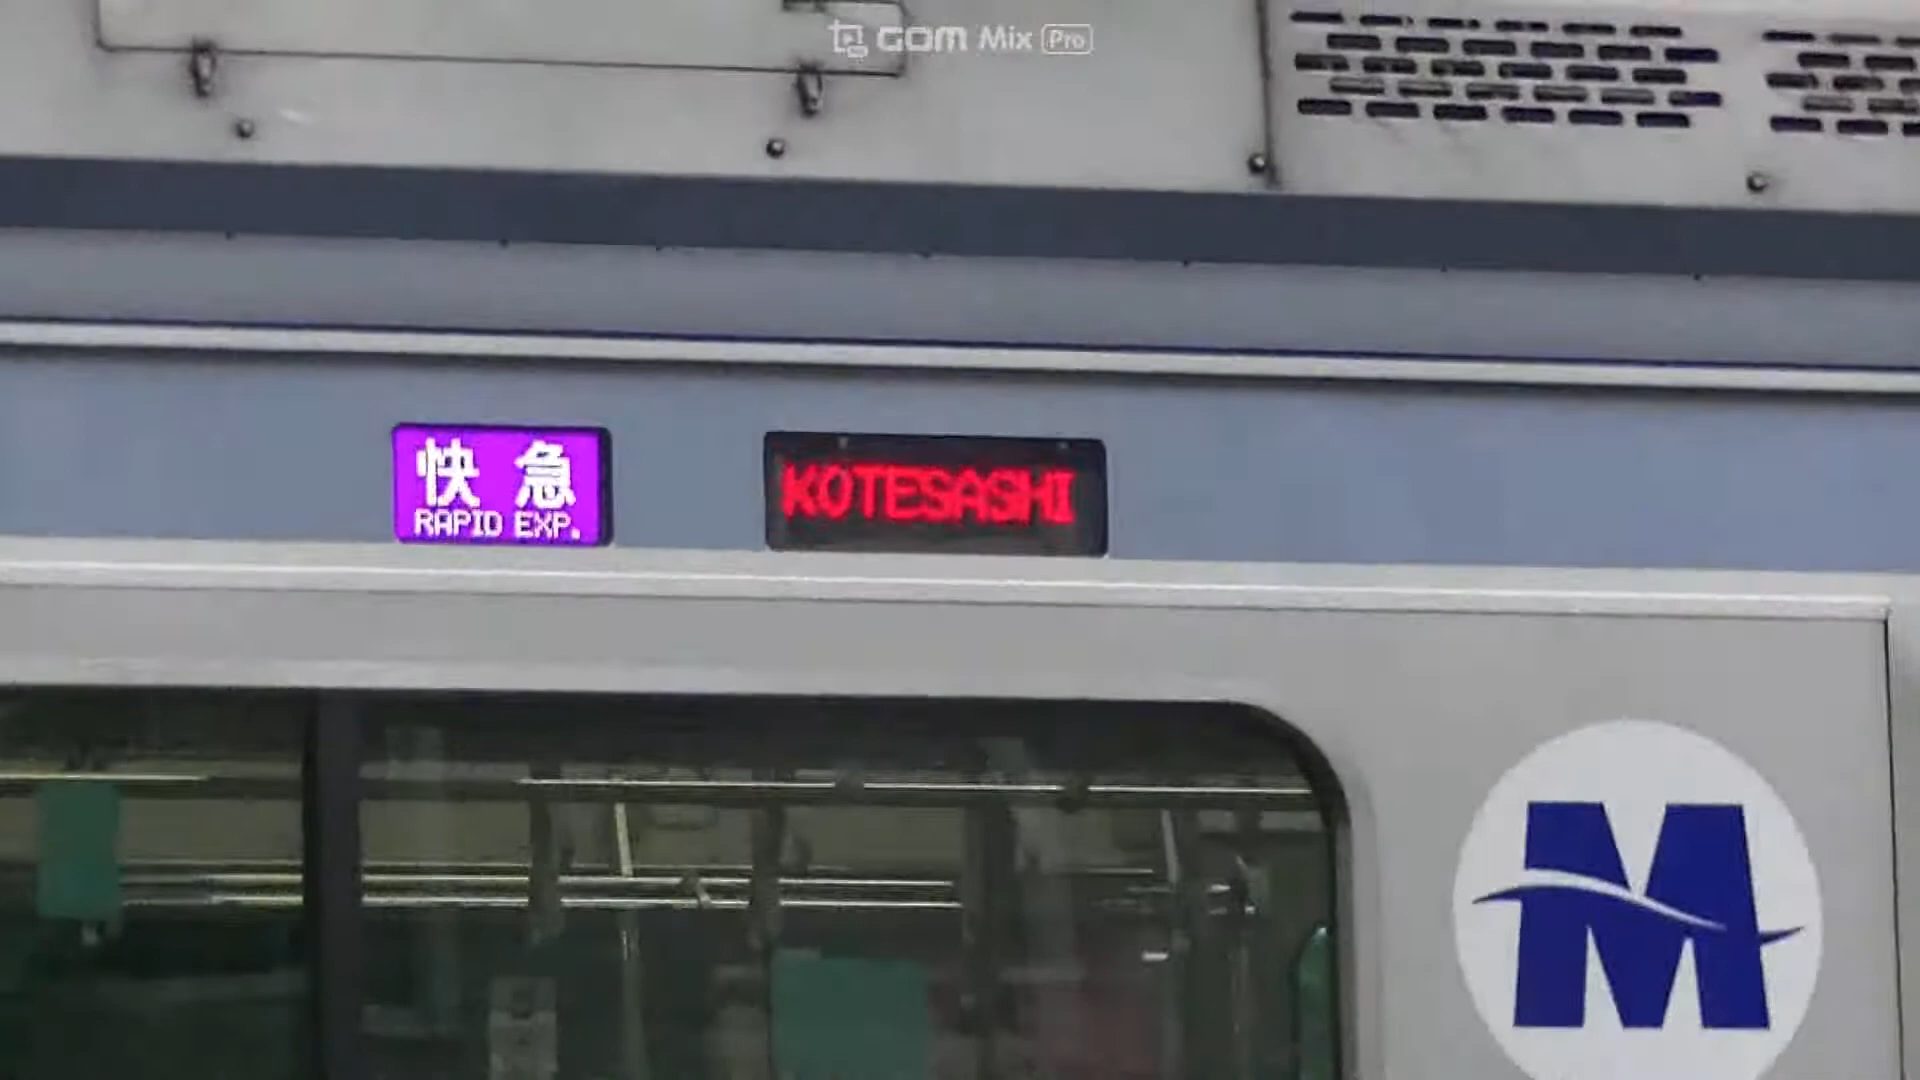 GOM Mix Pro
快急
RAPID EXP.
KOTESASHI
M